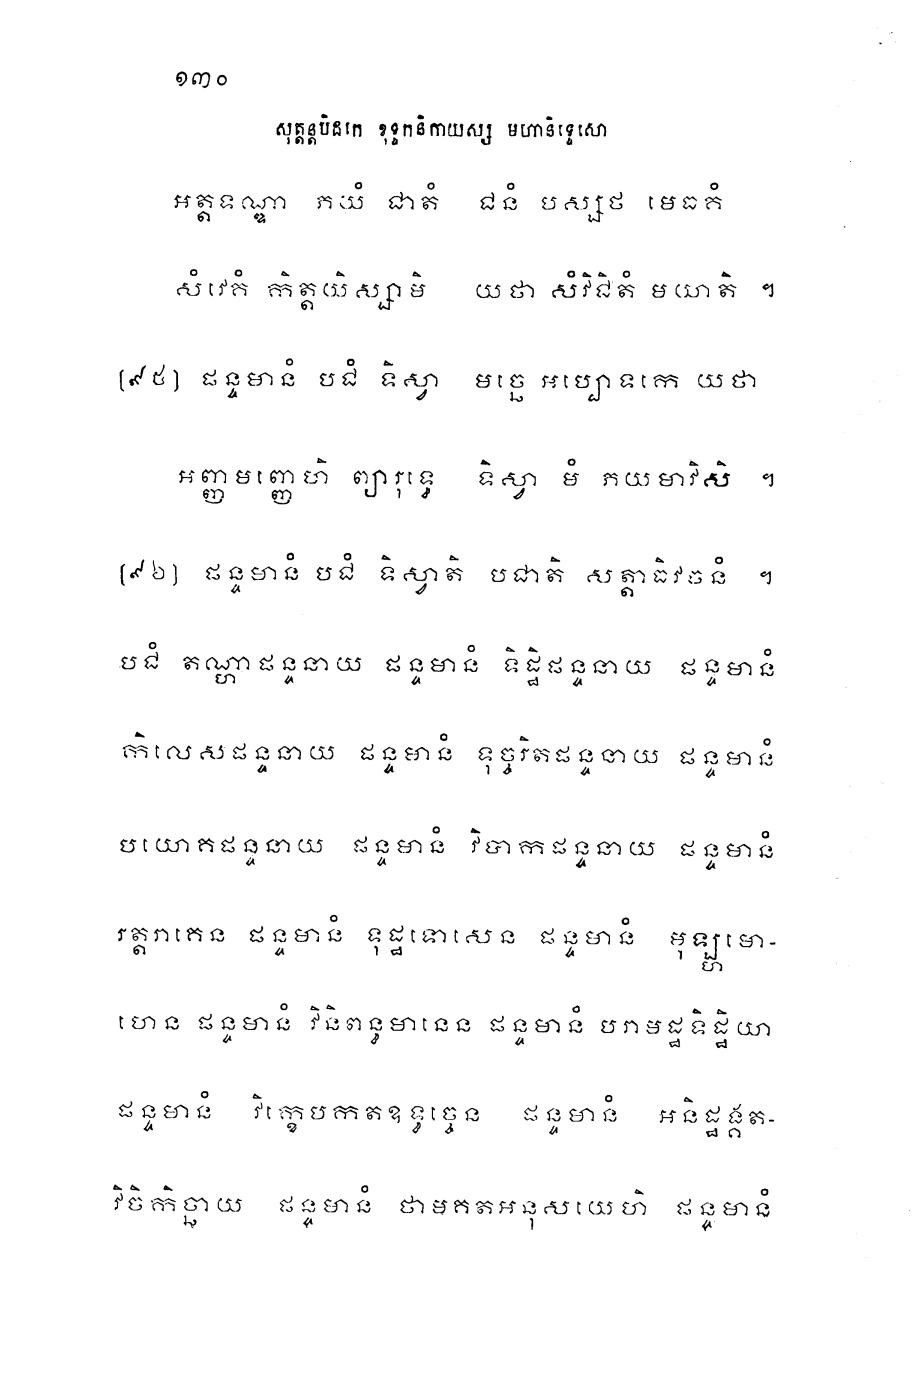 ១៣០
សុត្តន្តបិដកេ ខុទ្ទកនិកាយស្ស មហានិទ្ទេសោ
អត្តទណ្ឌា ភយំ ជាតំ ជនំ បស្សថ មេធកំ
សំវេគំ កិត្តយិស្សាមិ យថា សំវិជិតំ មយាតិ ។
[៩៥] ផន្ទមានំ បជំ ទិស្វា មច្ឆេ អប្បោទកេ យថា
អញ្ញមញ្ញេហិ ព្យារុទ្ធេ ទិស្វា មំ ភយមាវិសិ ។
[៩៦] ផន្ទមានំ បជំ ទិស្វាតិ បជាតិ សត្តាធិវចនំ ។
បជំ តណ្ហាផន្ទនាយ ផន្ទមានំ ទិដ្ឋិផន្ទនាយ ផន្ទមានំ
កិលេសផន្ទនាយ ផន្ទមានំ ទុច្ចរិតផន្ទនាយ ផន្ទមានំ
បយោគផន្ទនាយ ផន្ទមានំ វិបាកផន្ទនាយ ផន្ទមានំ
រត្តរាគេន ផន្ទមានំ ទុដ្ឋទោសេន ផន្ទមានំ មុឡ្ហមោ-
ហេន ផន្ទមានំ វិនិពន្ធមានេន ផន្ទមានំ បរាមដ្ឋទិដ្ឋិយា
ផន្ទមានំ វិក្ខេបកតឧទ្ធច្ចេន ផន្ទមានំ អនិដ្ឋង្គត-
វិចិកិច្ឆាយ ផន្ទមានំ ថាមគតអនុសយេហិ ផន្ទមានំ